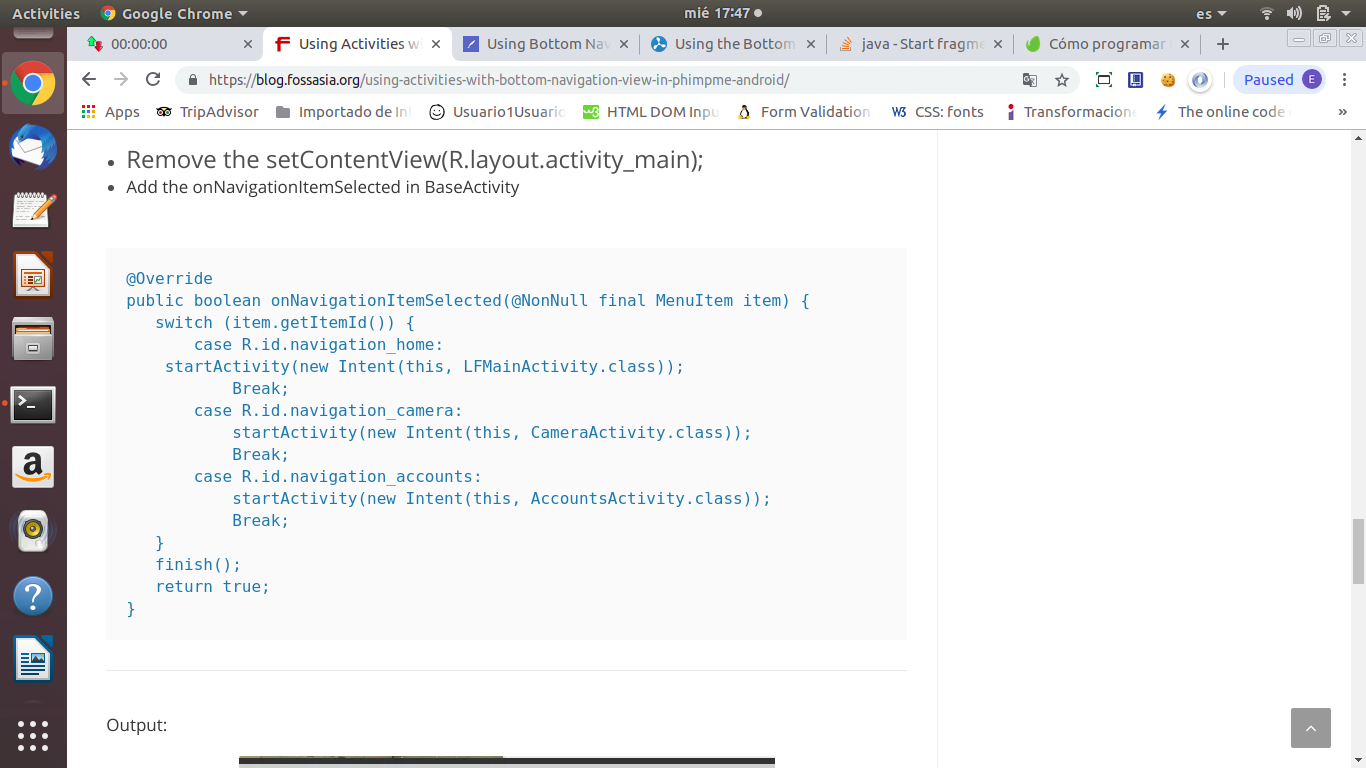 Activities Google Chrome mié 17:47 es
00:00:00 Using Activities wi Using Bottom Nav Using the Bottom java - Start fragme Cómo programar
https://blog.fossasia.org/using-activities-with-bottom-navigation-view-in-phimpme-android/ Paused E
Apps TripAdvisor Importado de In Usuario1Usuario HTML DOM Inpu Form Validation W3 CSS: fonts Transformacione The online code »
Remove the setContentView(R.layout.activity_main);
Add the onNavigationItemSelected in BaseActivity
@Override
public boolean onNavigationItemSelected(@NonNull final MenuItem item) {
switch (item.getItemId()) {
case R.id.navigation_home:
startActivity(new Intent(this, LFMainActivity.class));
Break;
case R.id.navigation_camera:
startActivity(new Intent(this, CameraActivity.class));
Break;
case R.id.navigation_accounts:
startActivity(new Intent(this, AccountsActivity.class));
Break;
}
finish();
return true;
}
Output: